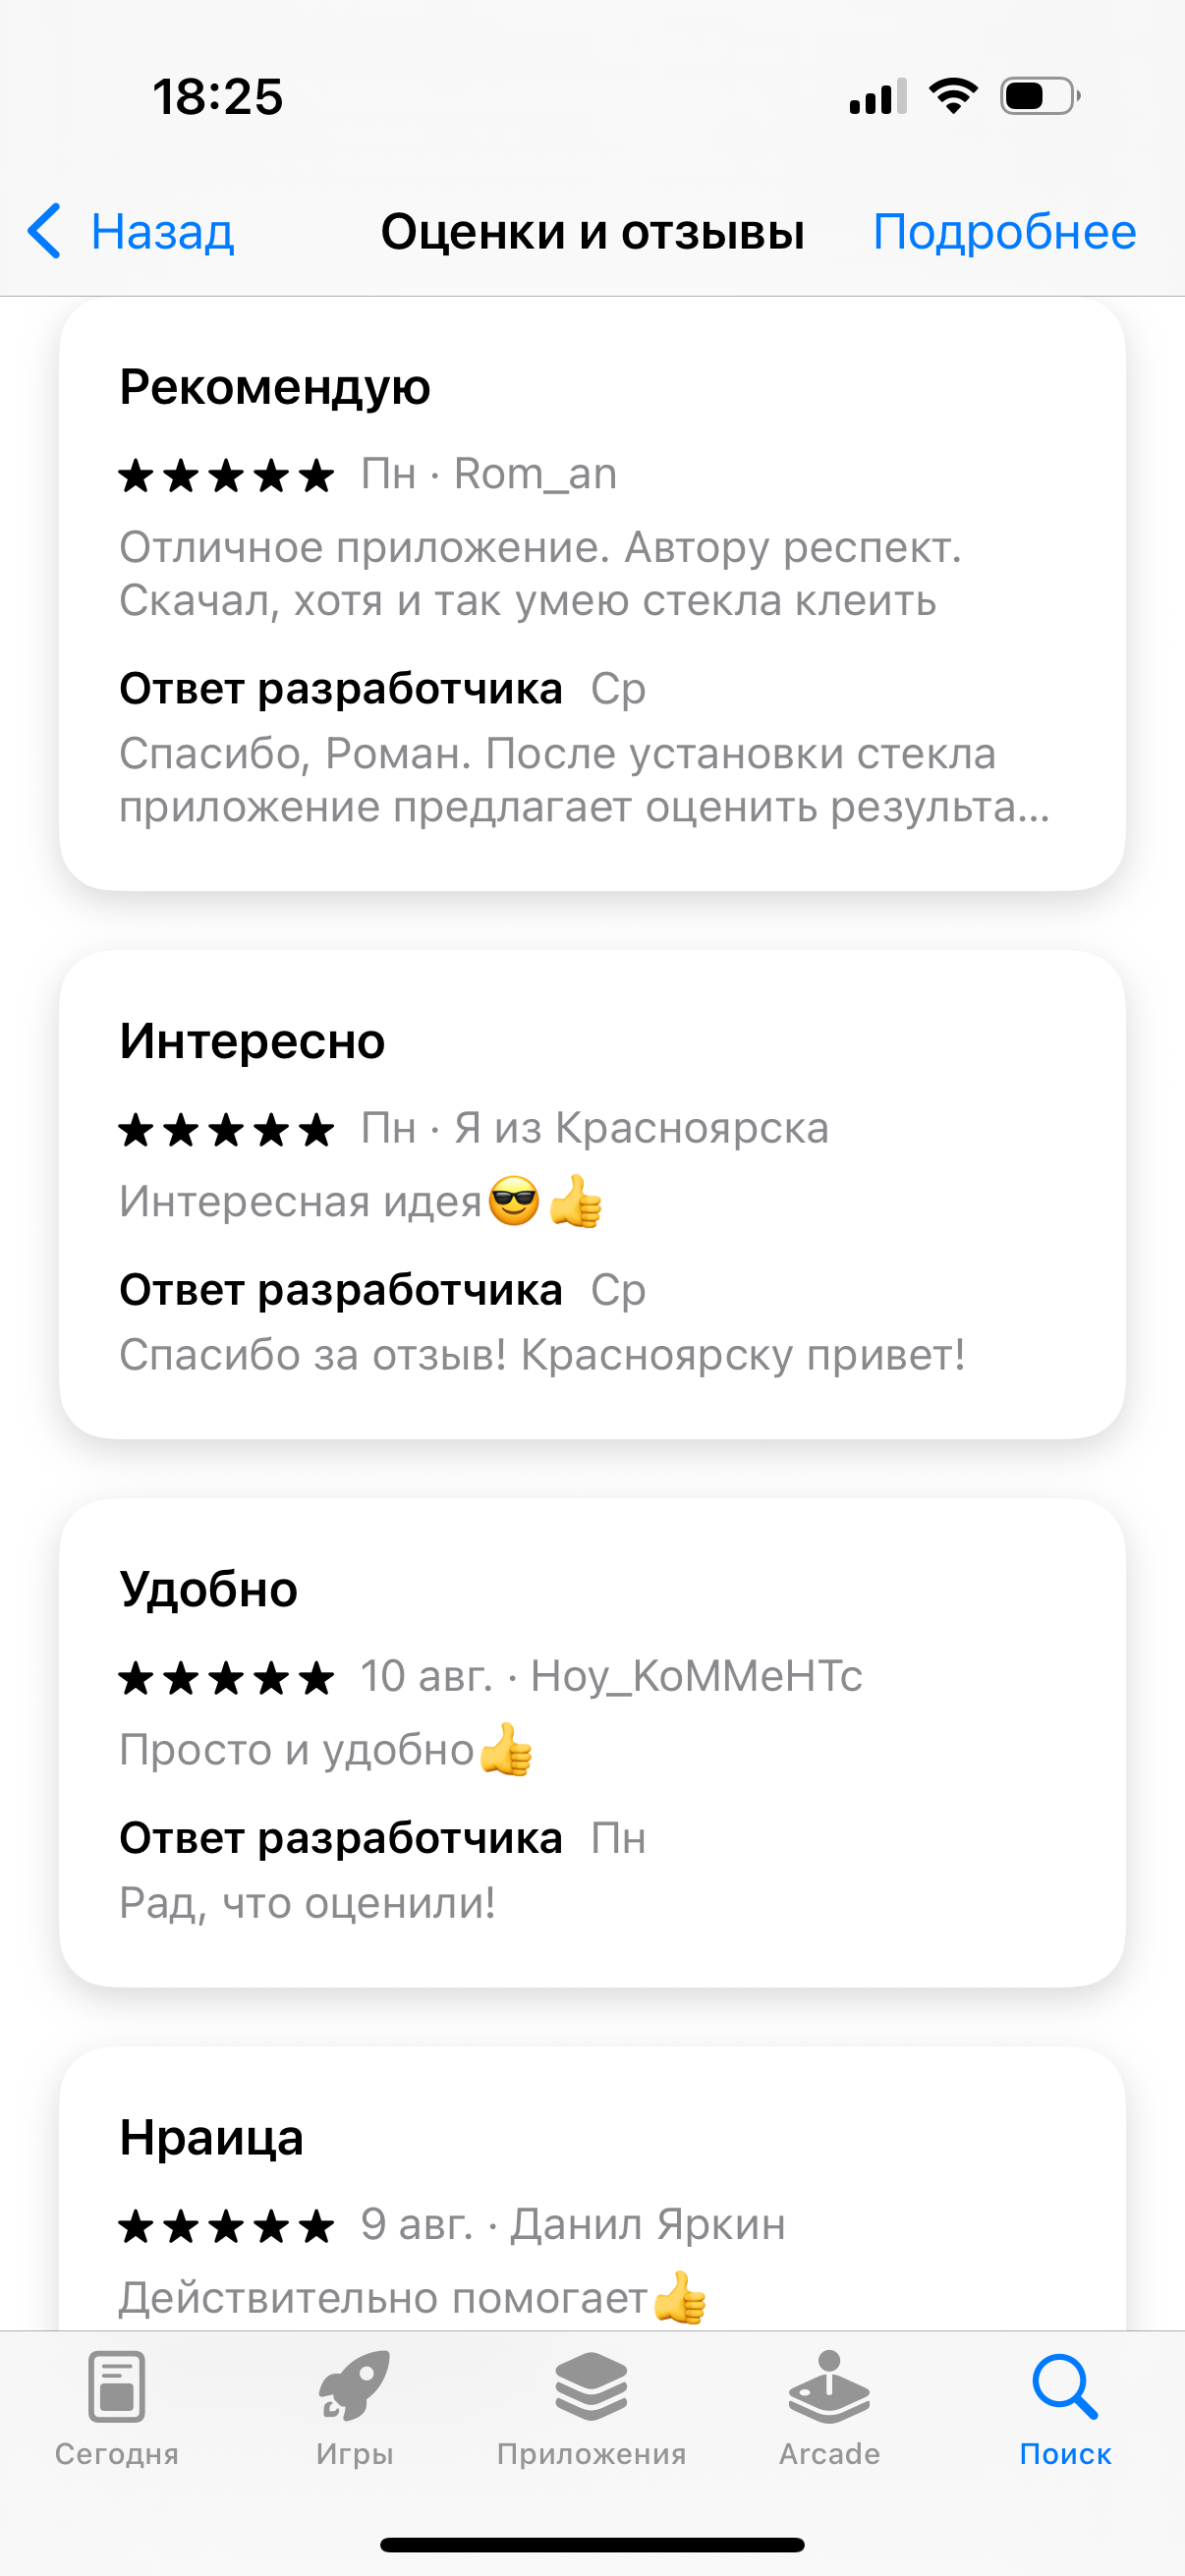 18:25
Назад Оценки и отзывы Подробнее
Рекомендую
★★★★★ Пн · Rom_an
Отличное приложение. Автору респект.
Скачал, хотя и так умею стекла клеить
Ответ разработчика Ср
Спасибо, Роман. После установки стекла
приложение предлагает оценить результа...
Интересно
★★★★★ Пн · Я из Красноярска
Интересная идея😎👍
Ответ разработчика Ср
Спасибо за отзыв! Красноярску привет!
Удобно
★★★★★ 10 авг. · Ноу_КоММеНТс
Просто и удобно👍
Ответ разработчика Пн
Рад, что оценили!
Нраица
★★★★★ 9 авг. · Данил Яркин
Действительно помогает👍
Сегодня Игры Приложения Arcade Поиск